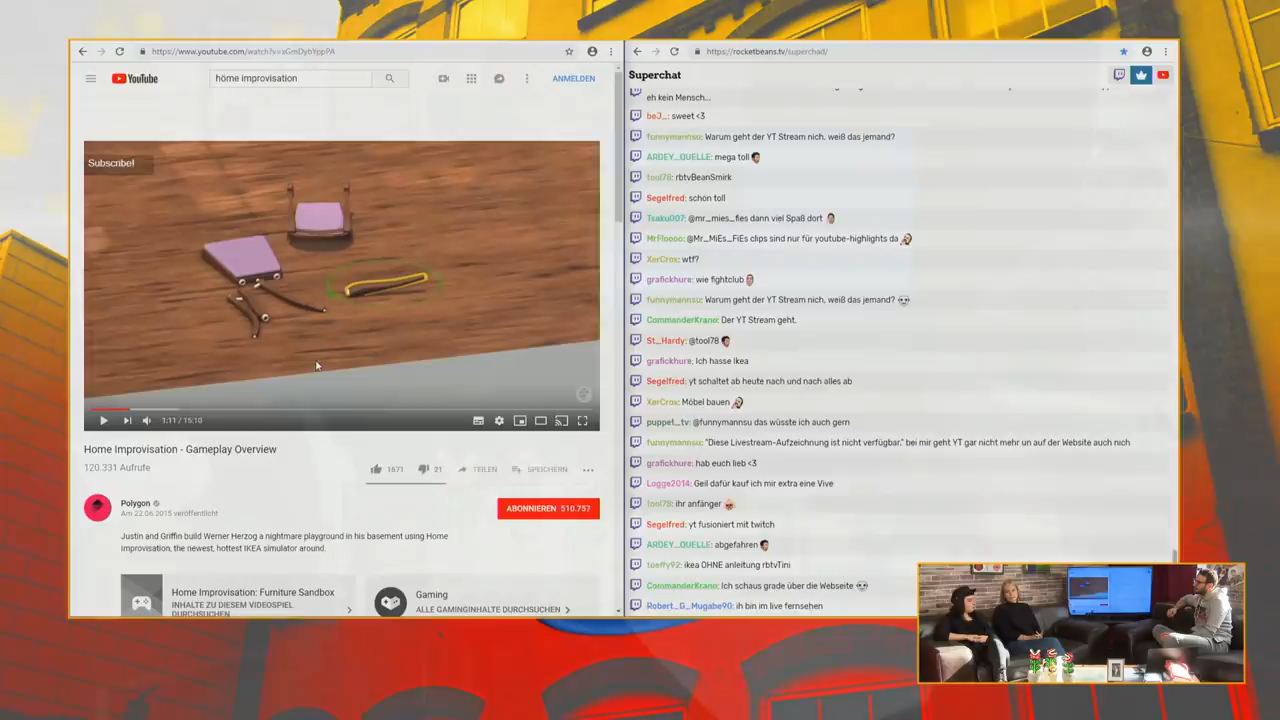 https://www.youtube.com/watch?v=
YouTube
home improvisation
ANMELDEN
Subscribe!
1:11 / 15:10
Home Improvisation - Gameplay Overview
120.331 Aufrufe
1671
21
TEILEN
SPEICHERN
Polygon
Am 22.06.2015 veröffentlicht
ABONNIEREN 510.757
Justin and Griffin build Werner Herzog a nightmare playground in his basement using Home
Improvisation, the newest, hottest IKEA simulator around.
Home Improvisation: Furniture Sandbox
INHALTE ZU DIESEM VIDEOSPIEL
DURCHSUCHEN
Gaming
ALLE GAMINGINHALTE DURCHSUCHEN
https://rocketbeans.tv/superchad/
Superchat
eh kein Mensch...
beJ_: sweet <3
funnymannsu: Warum geht der YT Stream nich, weiß das jemand?
ARDEY_QUELLE: mega toll
tool78: rbtvBeanSmirk
Segelfred: schön toll
Tsaku007: @mr_mies_fies dann viel Spaß dort
MrFloooo: @Mr_MiEs_FiEs clips sind nur für youtube-highlights da
XerCrox: wtf?
grafickhure: wie fightclub
funnymannsu: Warum geht der YT Stream nich, weiß das jemand?
CommanderKrano: Der YT Stream geht.
St_Hardy: @tool78
grafickhure: Ich hasse Ikea
Segelfred: yt schaltet ab heute nach und nach alles ab
XerCrox: Möbel bauen
puppet_tv: @funnymannsu das wüsste ich auch gern
funnymannsu: "Diese Livestream-Aufzeichnung ist nicht verfügbar." bei mir geht YT gar nicht mehr un auf der Website auch nich
grafickhure: hab euch lieb <3
Logge2014: Geil dafür kauf ich mir extra eine Vive
tool78: ihr anfänger
Segelfred: yt fusioniert mit twitch
ARDEY_QUELLE: abgefahren
toeffy92: ikea OHNE anleitung rbtvTini
CommanderKrano: Ich schaus grade über die Webseite
Robert_G_Mugabe90: ih bin im live fernsehen